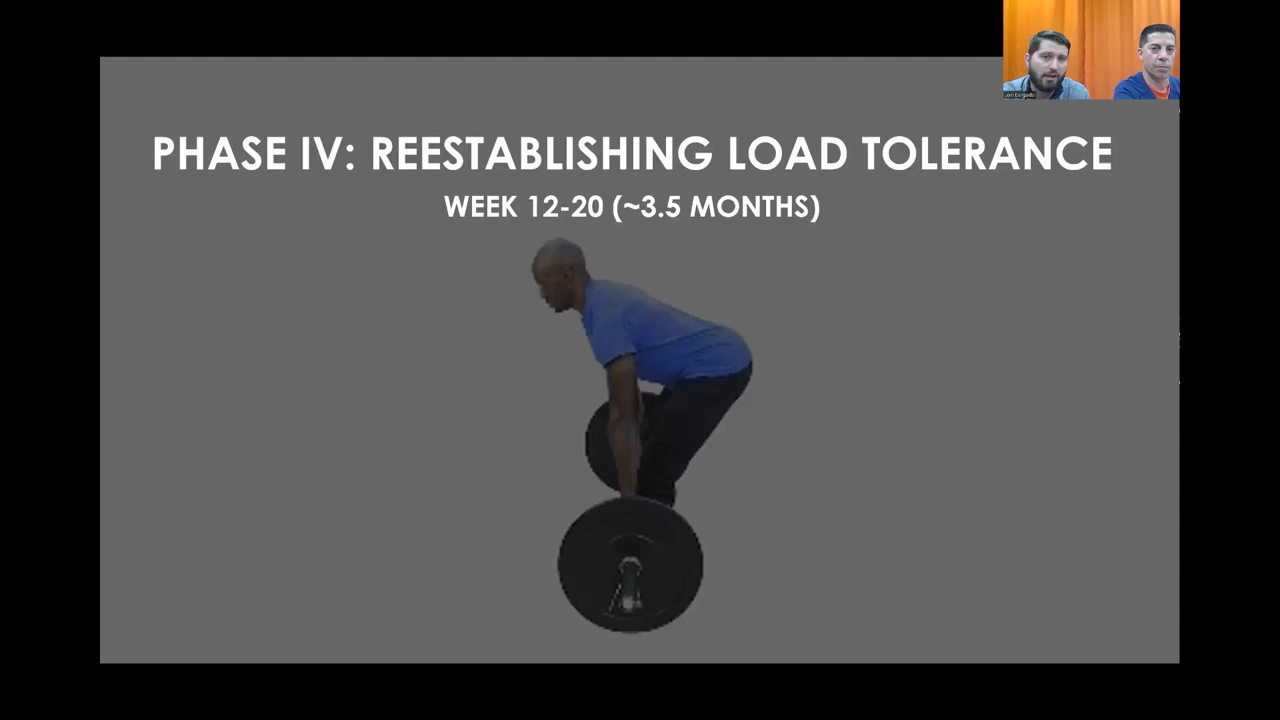 PHASE IV: REESTABLISHING LOAD TOLERANCE
WEEK 12-20 (~3.5 MONTHS)